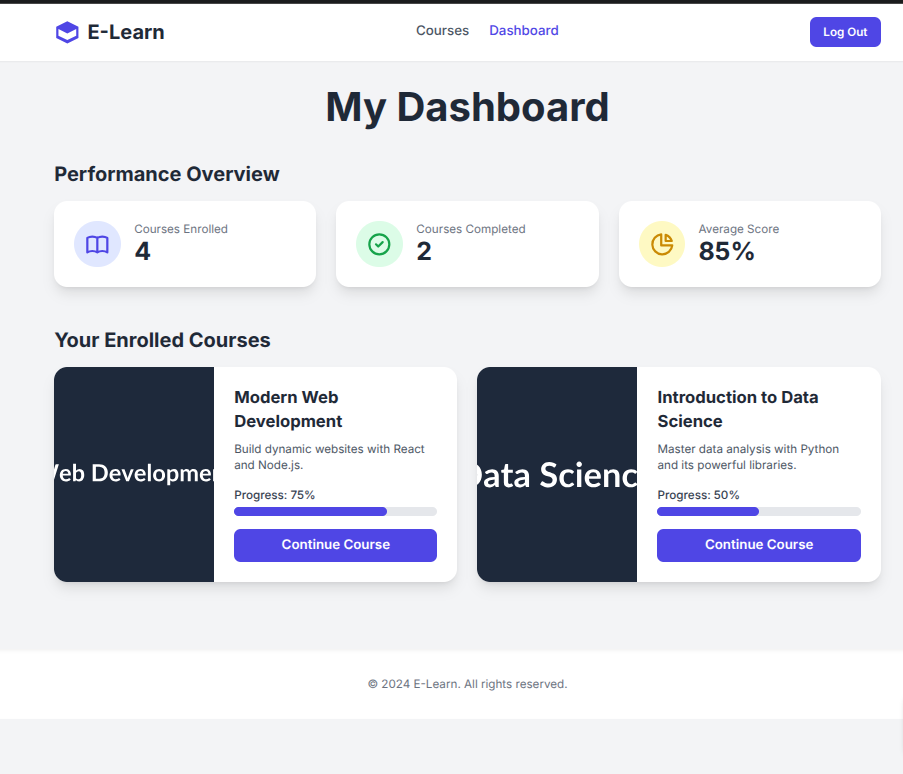 E-Learn
Courses
Dashboard
Log Out
My Dashboard
Performance Overview
Courses Enrolled
4
Courses Completed
2
Average Score
85%
Your Enrolled Courses
Web Developmen
Modern Web
Development
Build dynamic websites with React
and Node.js.
Progress: 75%
Continue Course
Data Scienc
Introduction to Data
Science
Master data analysis with Python
and its powerful libraries.
Progress: 50%
Continue Course
© 2024 E-Learn. All rights reserved.